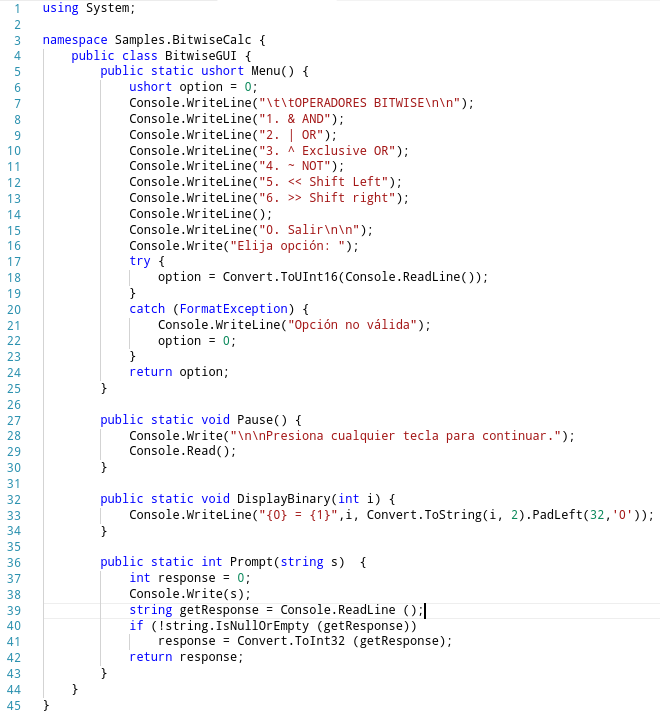 1 using System;
2
3 namespace Samples.BitwiseCalc {
4     public class BitwiseGUI {
5         public static ushort Menu() {
6             ushort option = 0;
7             Console.WriteLine("\t\tOPERADORES BITWISE\n\n");
8             Console.WriteLine("1. & AND");
9             Console.WriteLine("2. | OR");
10             Console.WriteLine("3. ^ Exclusive OR");
11             Console.WriteLine("4. ~ NOT");
12             Console.WriteLine("5. << Shift Left");
13             Console.WriteLine("6. >> Shift right");
14             Console.WriteLine();
15             Console.WriteLine("0. Salir\n\n");
16             Console.Write("Elija opción: ");
17             try {
18                 option = Convert.ToUInt16(Console.ReadLine());
19             }
20             catch (FormatException) {
21                 Console.WriteLine("Opción no válida");
22                 option = 0;
23             }
24             return option;
25         }
26
27         public static void Pause() {
28             Console.Write("\n\nPresiona cualquier tecla para continuar.");
29             Console.Read();
30         }
31
32         public static void DisplayBinary(int i) {
33             Console.WriteLine("{0} = {1}",i, Convert.ToString(i, 2).PadLeft(32,'0'));
34         }
35
36         public static int Prompt(string s)  {
37             int response = 0;
38             Console.Write(s);
39             string getResponse = Console.ReadLine ();
40             if (!string.IsNullOrEmpty (getResponse))
41                 response = Convert.ToInt32 (getResponse);
42             return response;
43         }
44     }
45 }